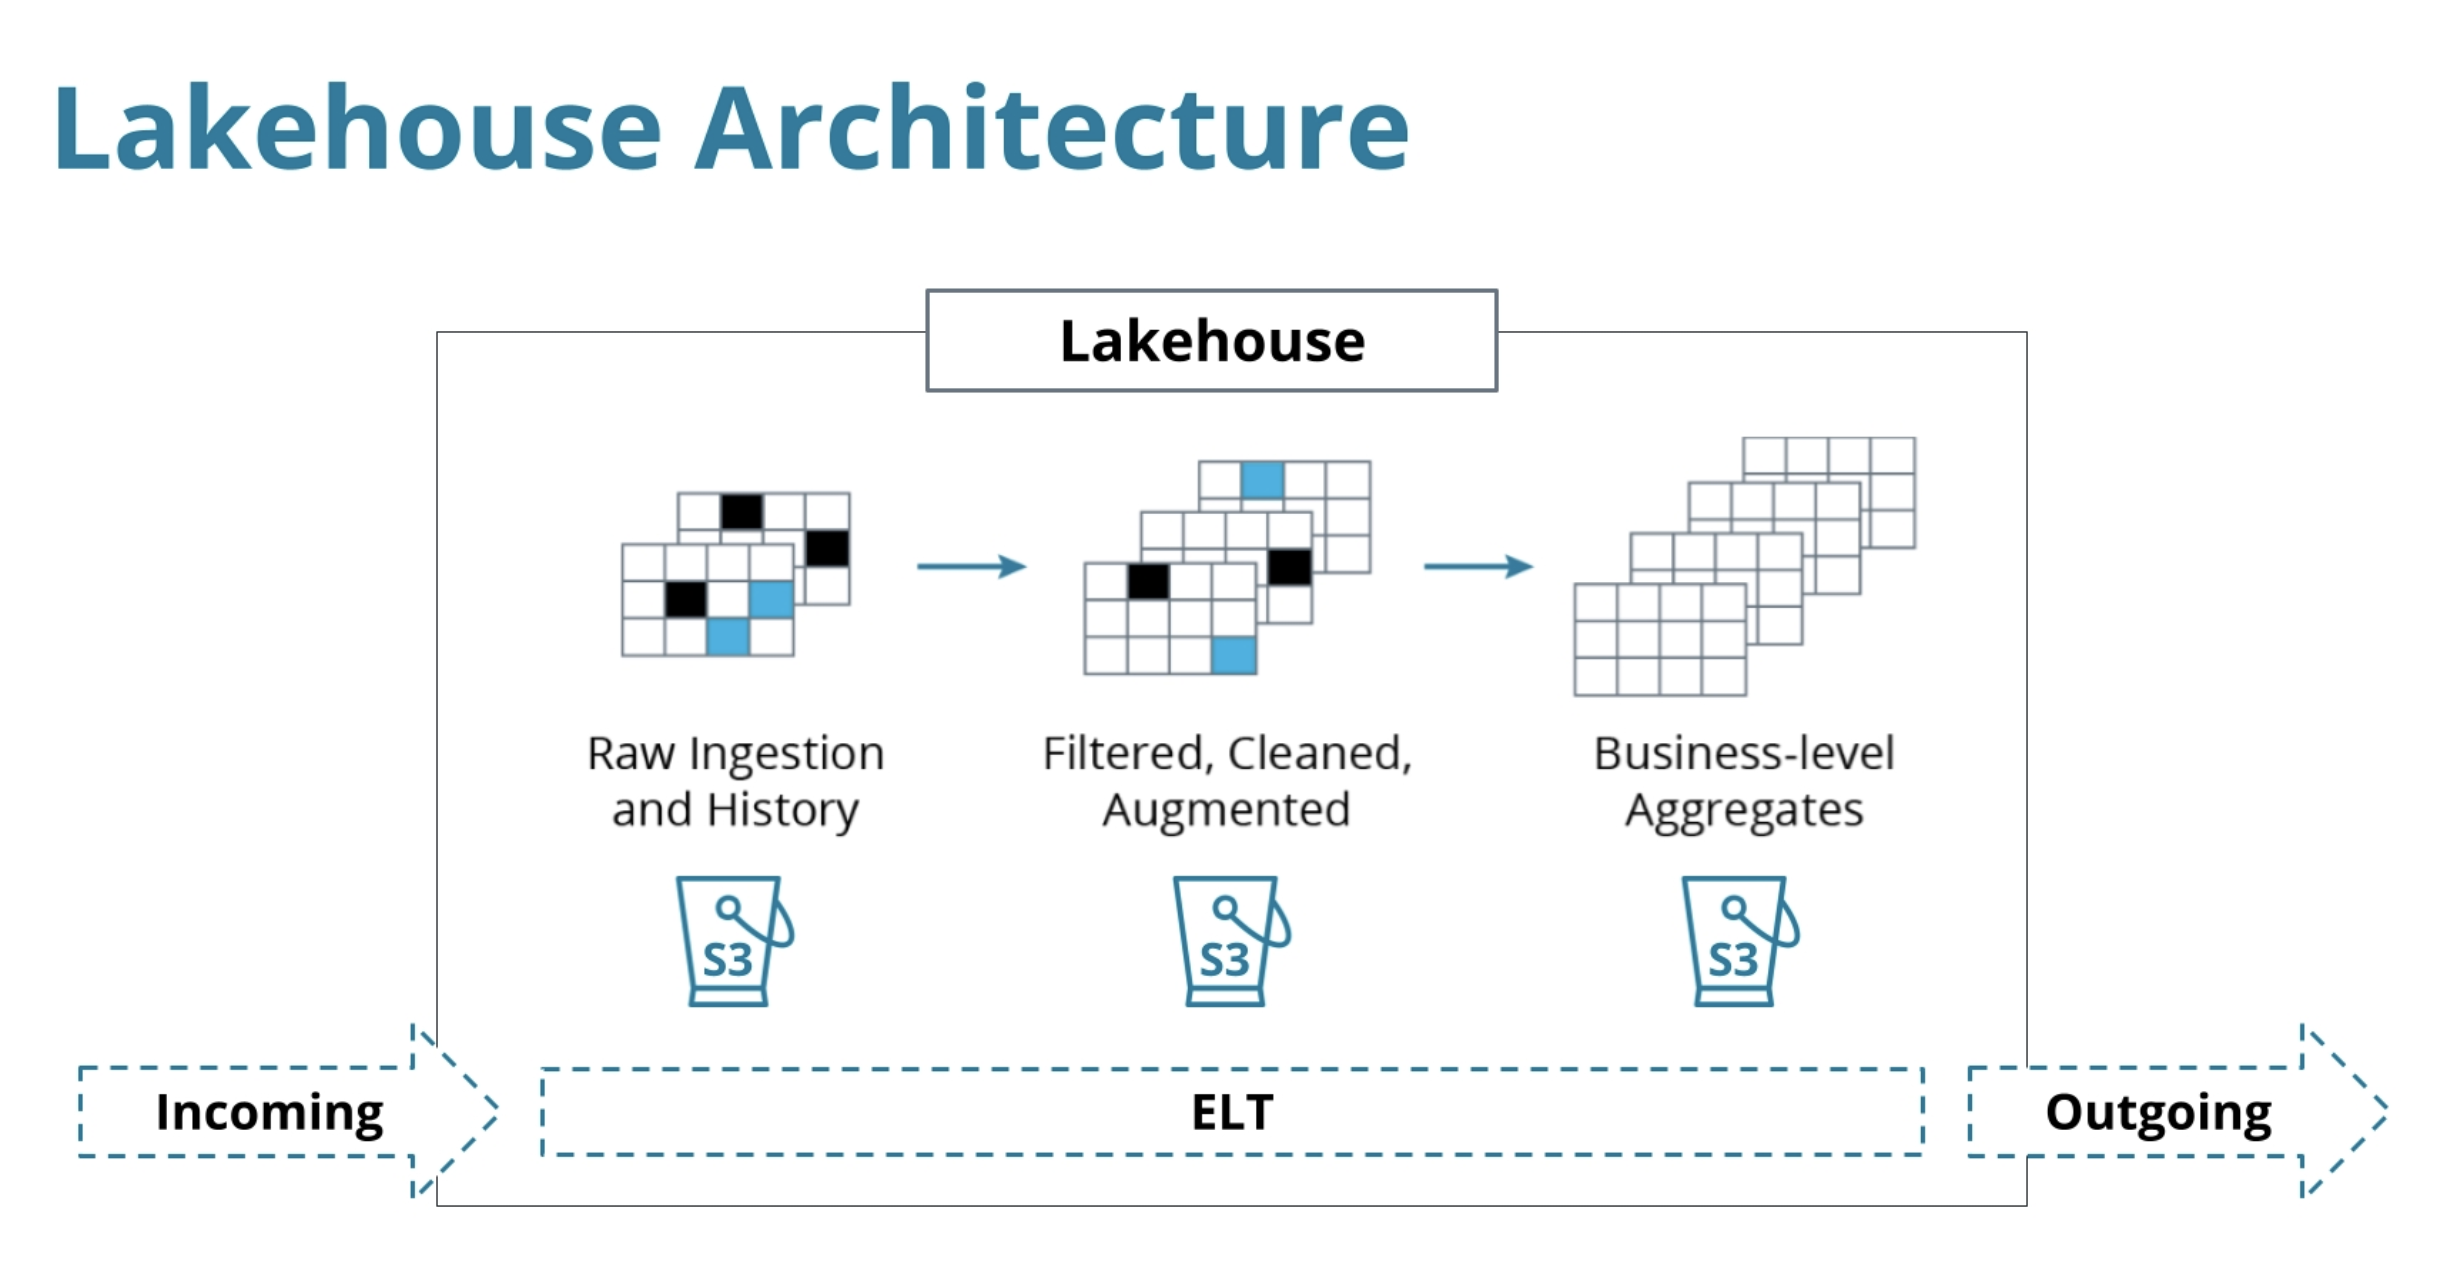 Lakehouse Architecture
Lakehouse
Raw Ingestion
and History
Filtered, Cleaned,
Augmented
Business-level
Aggregates
S3
S3
S3
Incoming
ELT
Outgoing